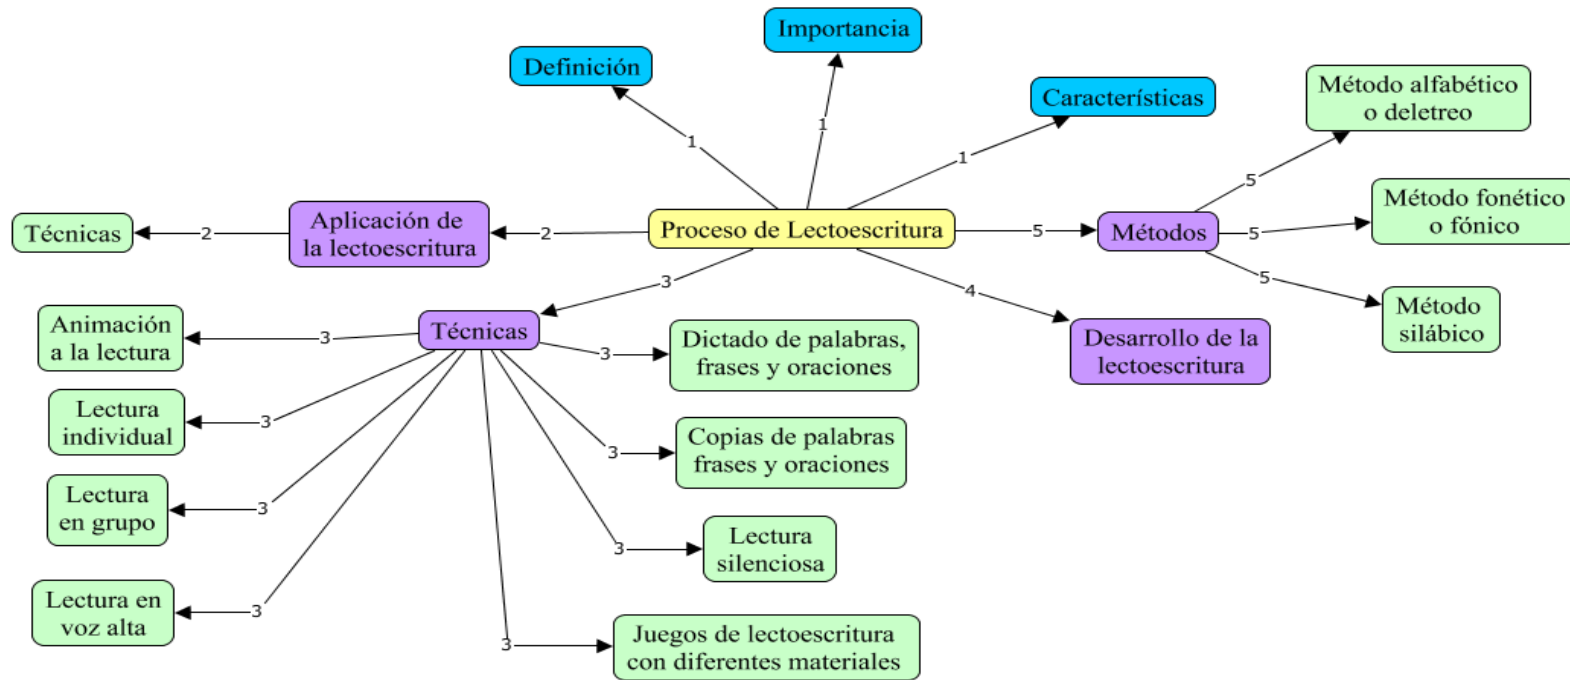 Importancia
Definición
Características
1
1
1
Método alfabético
o deletreo
5
Método fonético
o fónico
5
Método
silábico
5
Métodos
5
Proceso de Lectoescritura
2
Aplicación de
la lectoescritura
2
Técnicas
3
4
Desarrollo de la
lectoescritura
Técnicas
3
Animación
a la lectura
3
Lectura
individual
3
Lectura
en grupo
3
Lectura en
voz alta
3
Dictado de palabras,
frases y oraciones
3
Copias de palabras
frases y oraciones
3
Lectura
silenciosa
3
Juegos de lectoescritura
con diferentes materiales